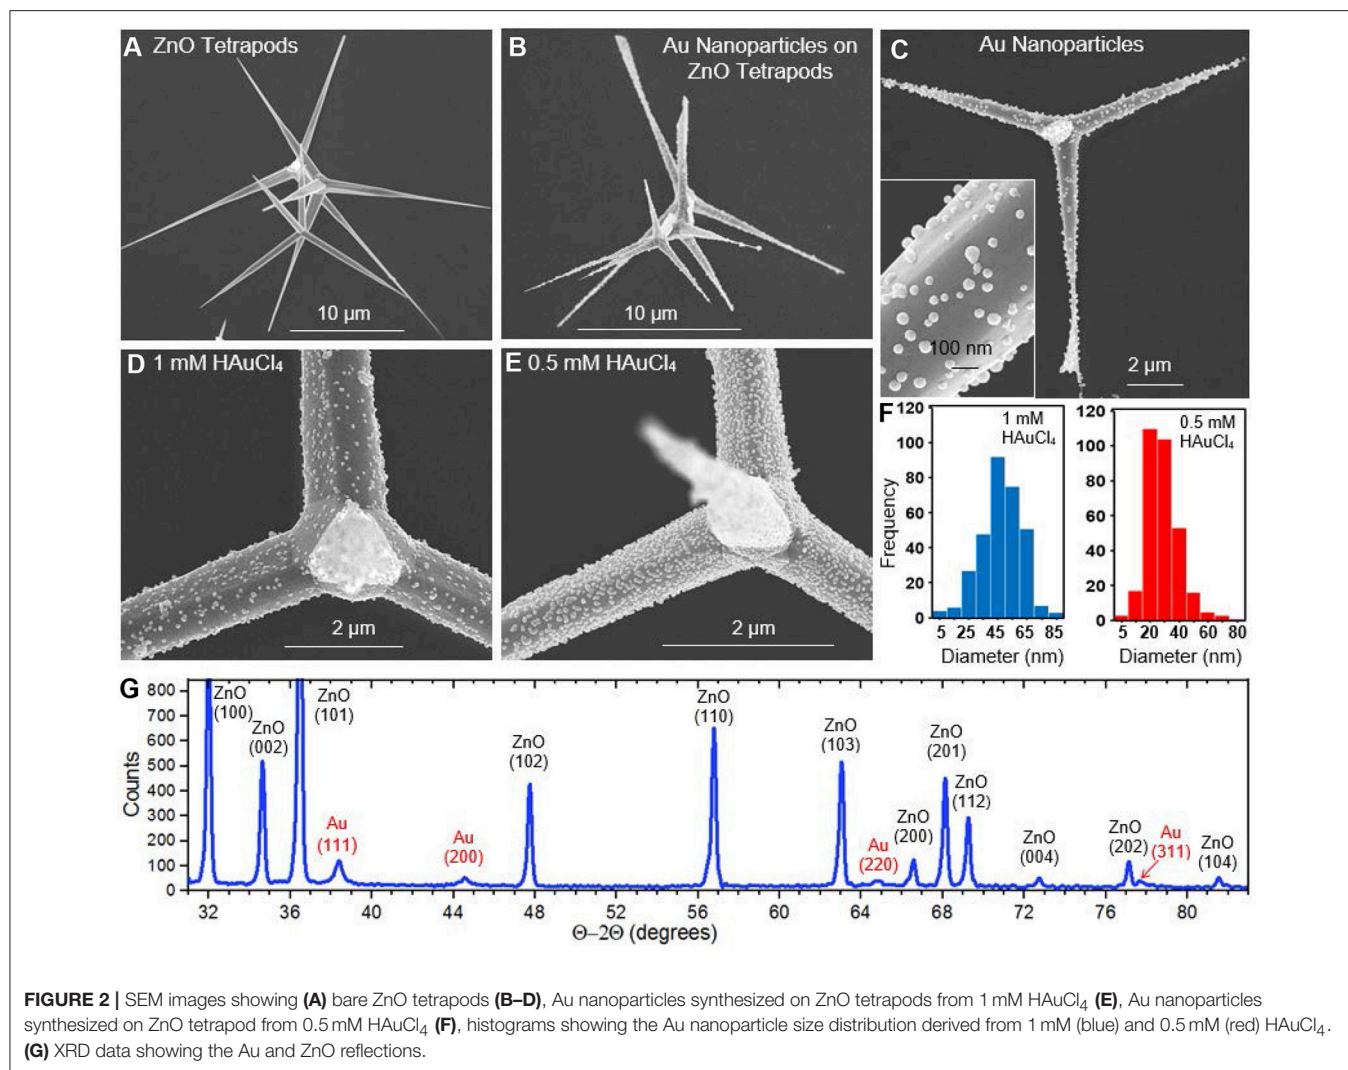 A ZnO Tetrapods
10 µm
B Au Nanoparticles on
ZnO Tetrapods
10 µm
C Au Nanoparticles
100 nm
2 µm
D 1 mM HAuCl₄
2 µm
E 0.5 mM HAuCl₄
2 µm
F
120
100
80
60
40
20
0
Frequency
1 mM
HAuCl₄
5 25 45 65 85
Diameter (nm)
120
100
80
60
40
20
0
0.5 mM
HAuCl₄
5 20 40 60 80
Diameter (nm)
G
800
700
600
500
400
300
200
100
0
Counts
ZnO
(100)
ZnO
(002)
ZnO
(101)
Au
(111)
Au
(200)
ZnO
(102)
ZnO
(110)
ZnO
(103)
Au
(220)
ZnO
(200)
ZnO
(201)
ZnO
(112)
ZnO
(004)
ZnO
(202)
Au
(311)
ZnO
(104)
32 36 40 44 48 52 56 60 64 68 72 76 80
Θ–2Θ (degrees)
FIGURE 2 | SEM images showing (A) bare ZnO tetrapods (B–D), Au nanoparticles synthesized on ZnO tetrapods from 1 mM HAuCl₄ (E), Au nanoparticles
synthesized on ZnO tetrapod from 0.5 mM HAuCl₄ (F), histograms showing the Au nanoparticle size distribution derived from 1 mM (blue) and 0.5 mM (red) HAuCl₄.
(G) XRD data showing the Au and ZnO reflections.